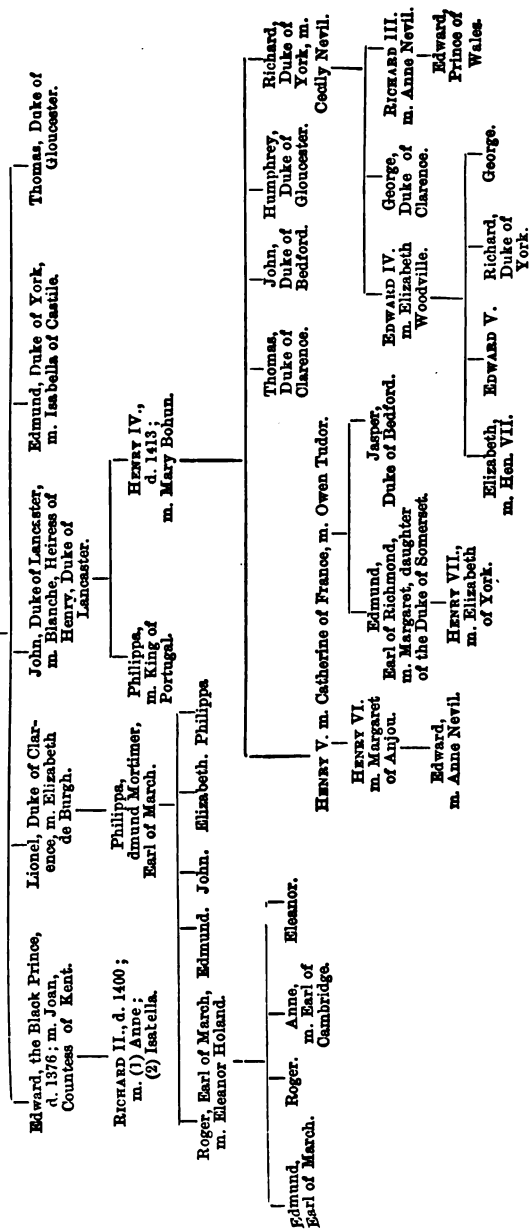 Edward, the Black Prince,
d. 1376; m. Joan,
Countess of Kent.
Lionel, Duke of Clar-
ence, m. Elizabeth
de Burgh.
John, Duke of Lancaster,
m. Blanche, Heiress of
Henry, Duke of
Lancaster.
Edmund, Duke of York,
m. Isabella of Castile.
Thomas, Duke of
Gloucester.
RICHARD II., d. 1400;
m. (1) Anne;
(2) Isatella.
Philippa,
dmund Mortimer,
Earl of March.
Philippa,
m. King of
Portugal.
HENRY IV.,
d. 1413;
m. Mary Bohun.
Roger, Earl of March,
m. Eleanor Holand.
Edmund.
John.
Elizabeth.
Philippa
HENRY V. m. Catherine of France, m. Owen Tudor.
Thomas,
Duke of
Clarence.
John,
Duke of
Bedford.
Humphrey,
Duke of
Gloucester.
Richard,
Duke of
York, m.
Cecily Nevil.
Edmund,
Earl of March.
Roger.
Anne,
m. Earl of
Cambridge.
Eleanor.
HENRY VI.
m. Margaret
of Anjou.
Edmund,
Earl of Richmond,
m. Margaret, daughter
of the Duke of Somerset.
Jasper,
Duke of Bedford.
EDWARD IV.
m. Elizabeth
Woodville.
George,
Duke of
Clarence.
RICHARD III.
m. Anne Nevil.
Edward,
m. Anne Nevil.
HENRY VII.,
m. Elizabeth
of York.
Elizabeth,
m. Hen. VII.
EDWARD V.
Richard,
Duke of
York.
George.
Edward,
Prince of
Wales.